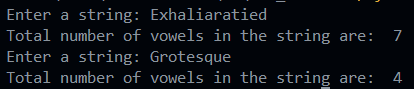 Enter a string: Exhaliaratied
Total number of vowels in the string are:  7
Enter a string: Grotesque
Total number of vowels in the string are:  4